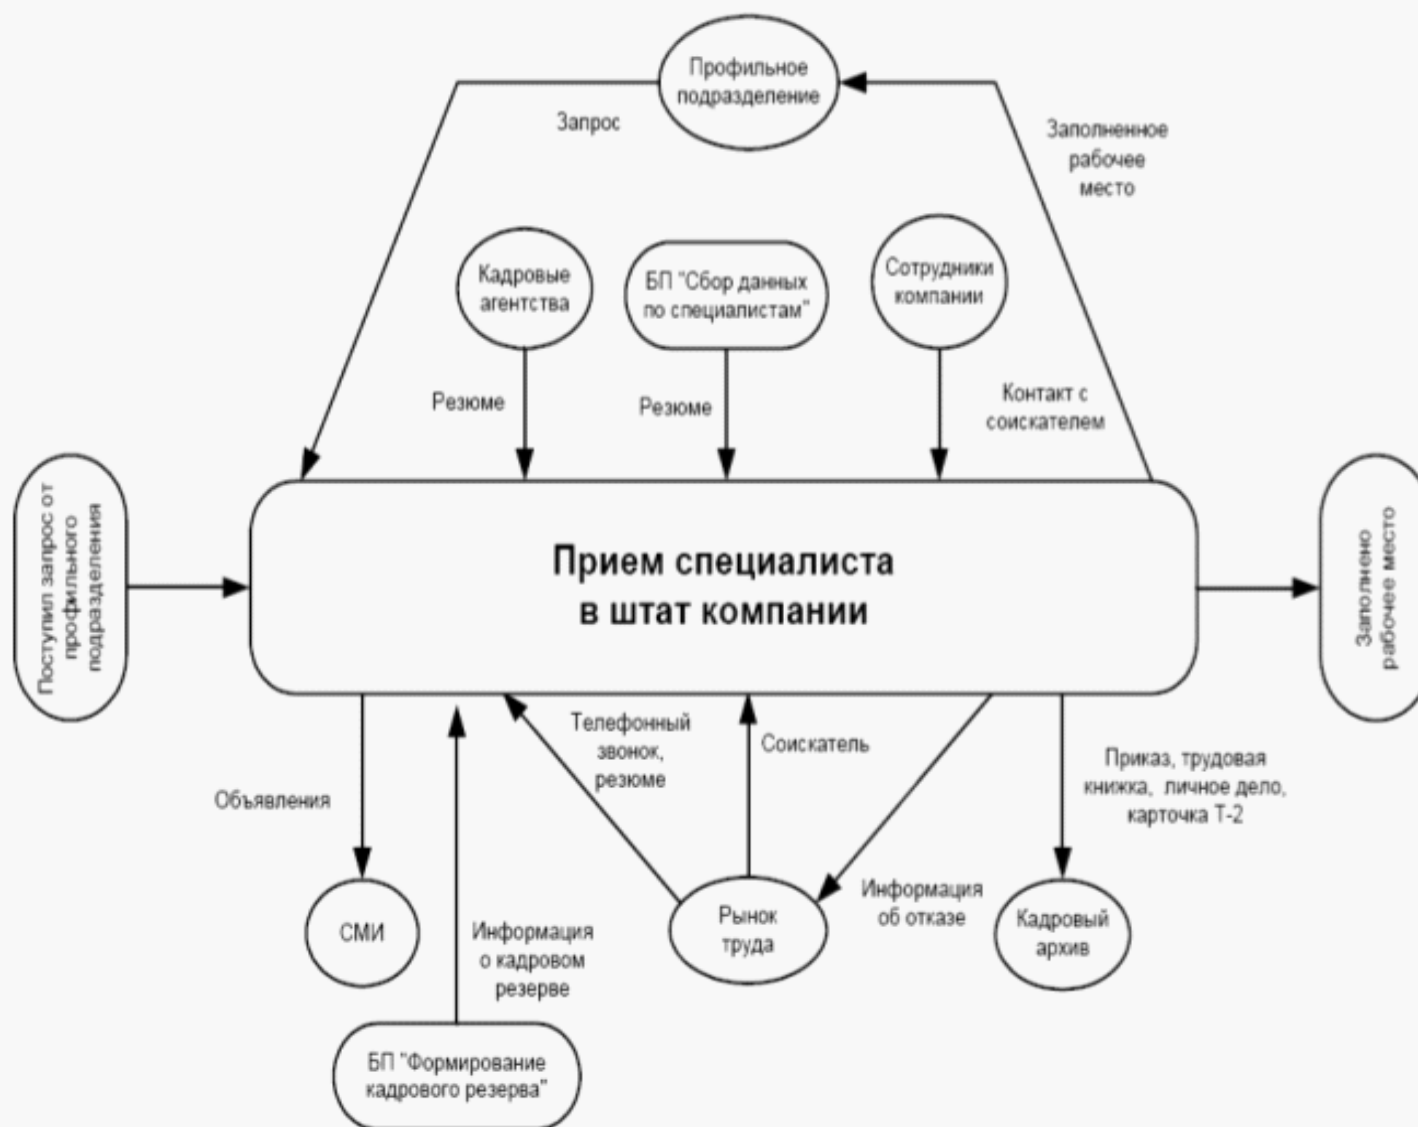 Профильное
подразделение
Запрос
Заполненное
рабочее
место
Кадровые
агентства
БП "Сбор данных
по специалистам"
Сотрудники
компании
Резюме
Резюме
Контакт с
соискателем
Поступил запрос от
профильного
подразделения
Прием специалиста
в штат компании
Заполнено
рабочее место
Объявления
Телефонный
звонок,
резюме
Соискатель
Приказ, трудовая
книжка, личное дело,
карточка Т-2
СМИ
Информация
о кадровом
резерве
Рынок
труда
Информация
об отказе
Кадровый
архив
БП "Формирование
кадрового резерва"